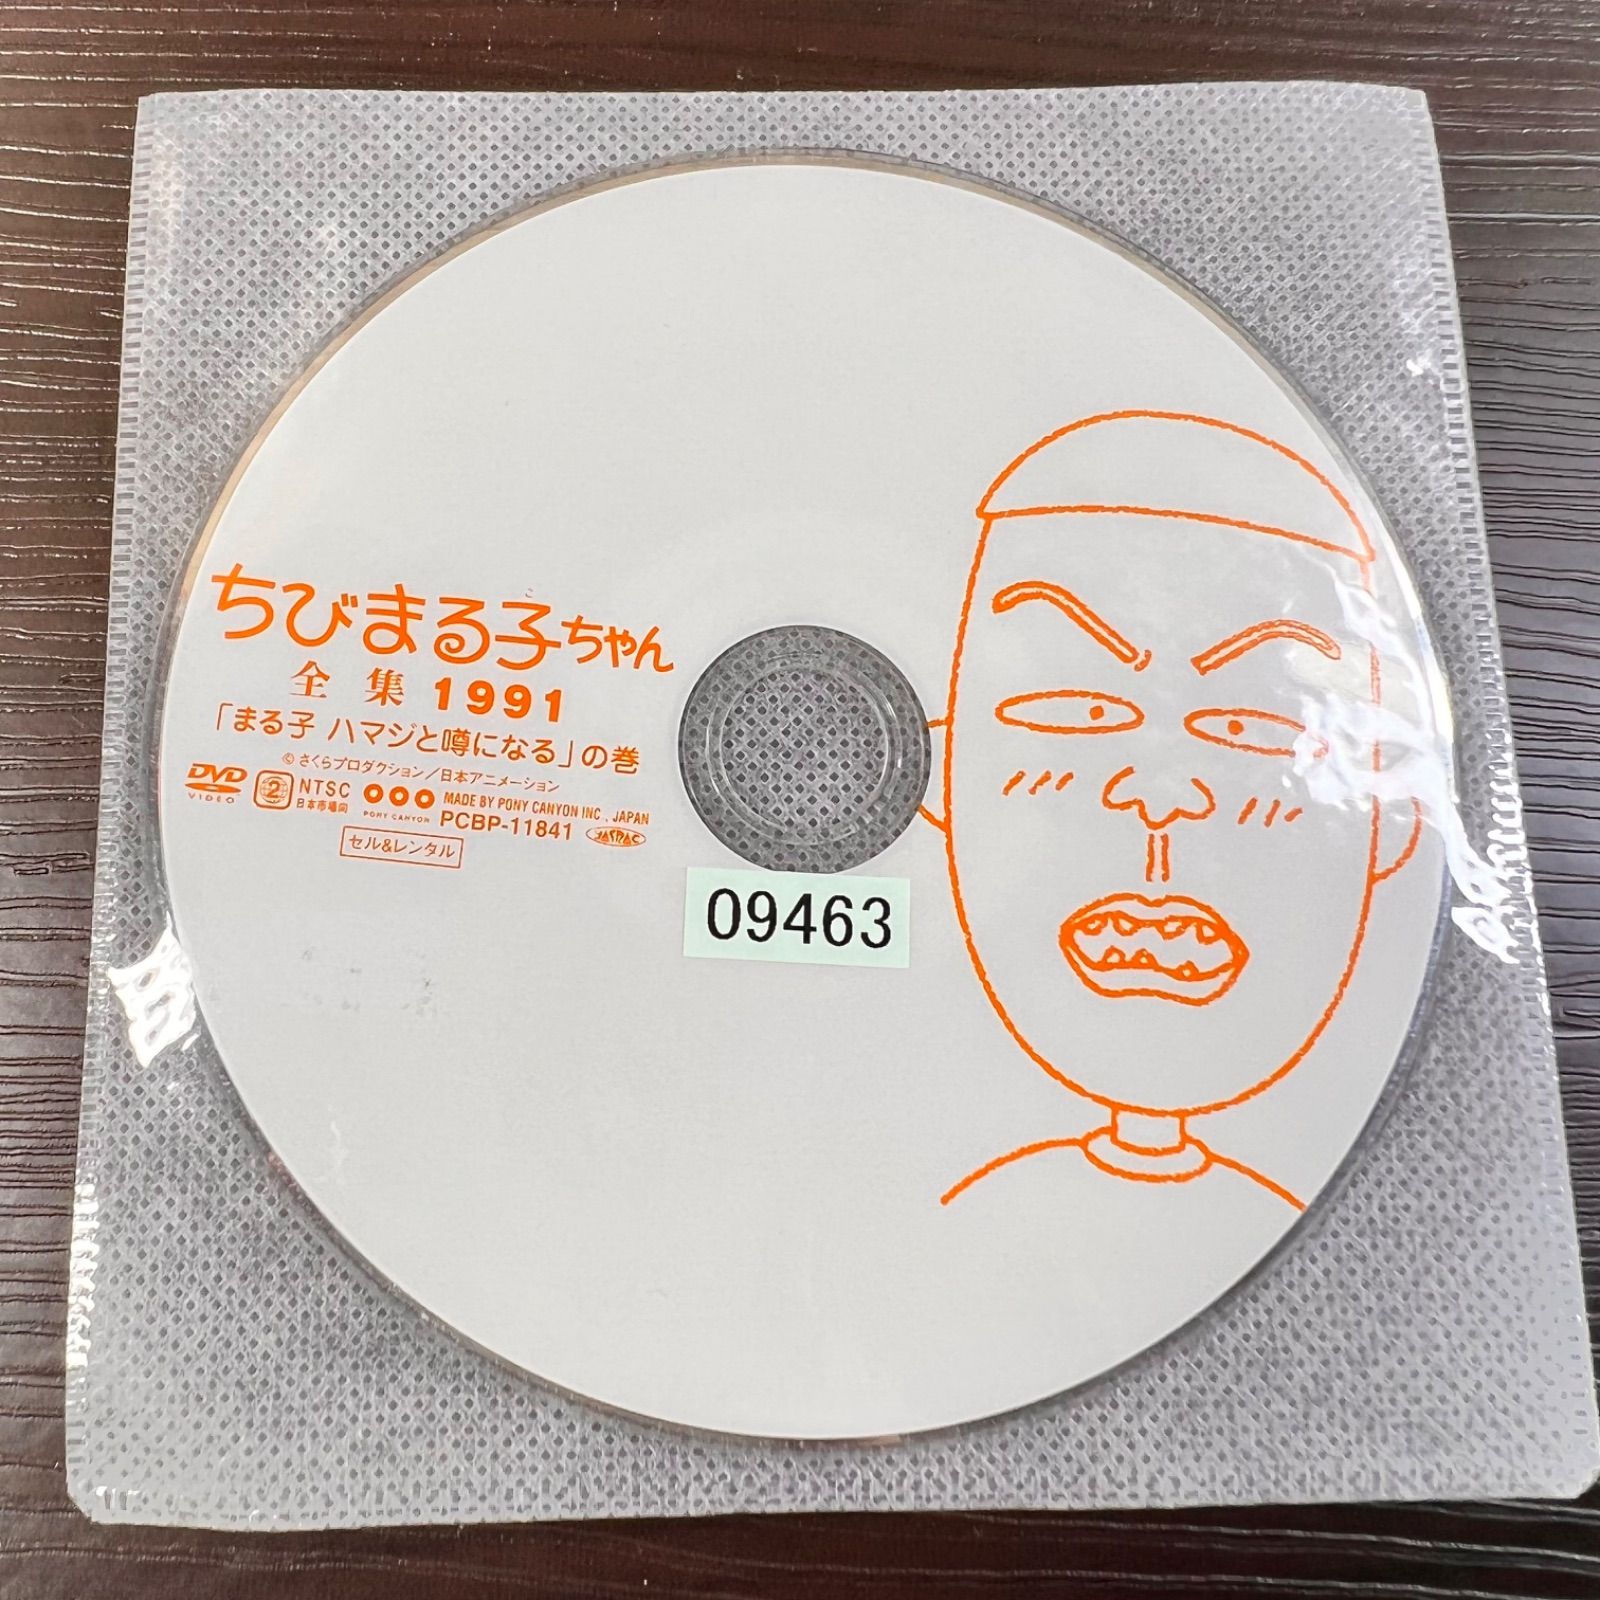 ちびまる子ちゃん
こ
全集 1991
「まる子 ハマジと噂になる」の巻
© さくらプロダクション／日本アニメーション
DVD VIDEO 2 NTSC 日本市場向 PONY CANYON MADE BY PONY CANYON INC., JAPAN
PCBP-11841 JASRAC
セル&レンタル
09463